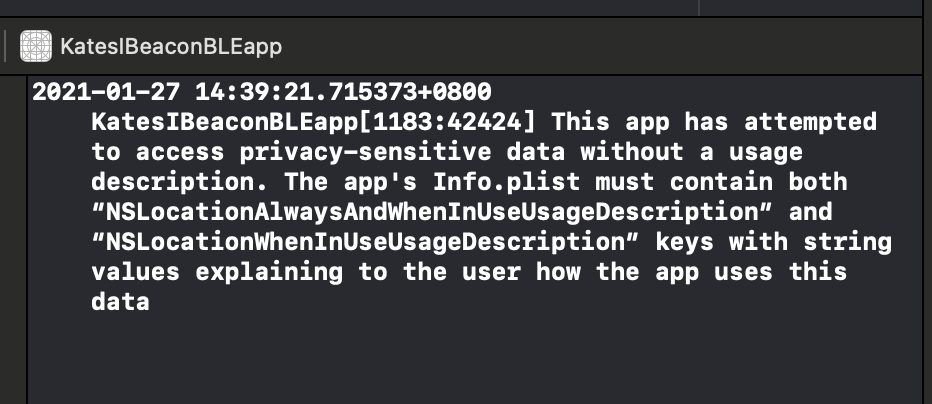 KatesIBeaconBLEapp
2021-01-27 14:39:21.715373+0800
KatesIBeaconBLEapp[1183:42424] This app has attempted
to access privacy-sensitive data without a usage
description. The app's Info.plist must contain both
“NSLocationAlwaysAndWhenInUseUsageDescription” and
“NSLocationWhenInUseUsageDescription” keys with string
values explaining to the user how the app uses this
data